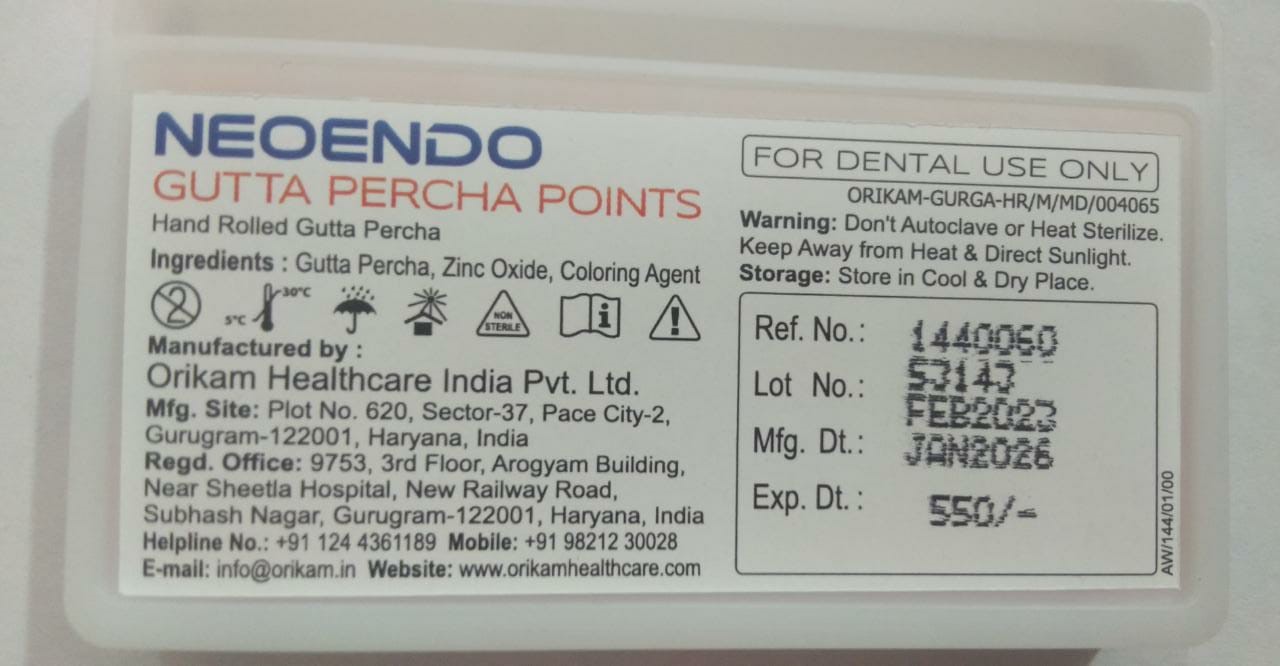 NEOENDO
GUTTA PERCHA POINTS
Hand Rolled Gutta Percha
Ingredients : Gutta Percha, Zinc Oxide, Coloring Agent
2 5°C 30°C NON STERILE i !
Manufactured by :
Orikam Healthcare India Pvt. Ltd.
Mfg. Site: Plot No. 620, Sector-37, Pace City-2,
Gurugram-122001, Haryana, India
Regd. Office: 9753, 3rd Floor, Arogyam Building,
Near Sheetla Hospital, New Railway Road,
Subhash Nagar, Gurugram-122001, Haryana, India
Helpline No.: +91 124 4361189 Mobile: +91 98212 30028
E-mail: info@orikam.in Website: www.orikamhealthcare.com
FOR DENTAL USE ONLY
ORIKAM-GURGA-HR/M/MD/004065
Warning: Don't Autoclave or Heat Sterilize.
Keep Away from Heat & Direct Sunlight.
Storage: Store in Cool & Dry Place.
Ref. No.: 1440060
Lot No.: 53143
FEB2023
Mfg. Dt.: JAN2026
Exp. Dt.: 550/-
AW/144/01/00